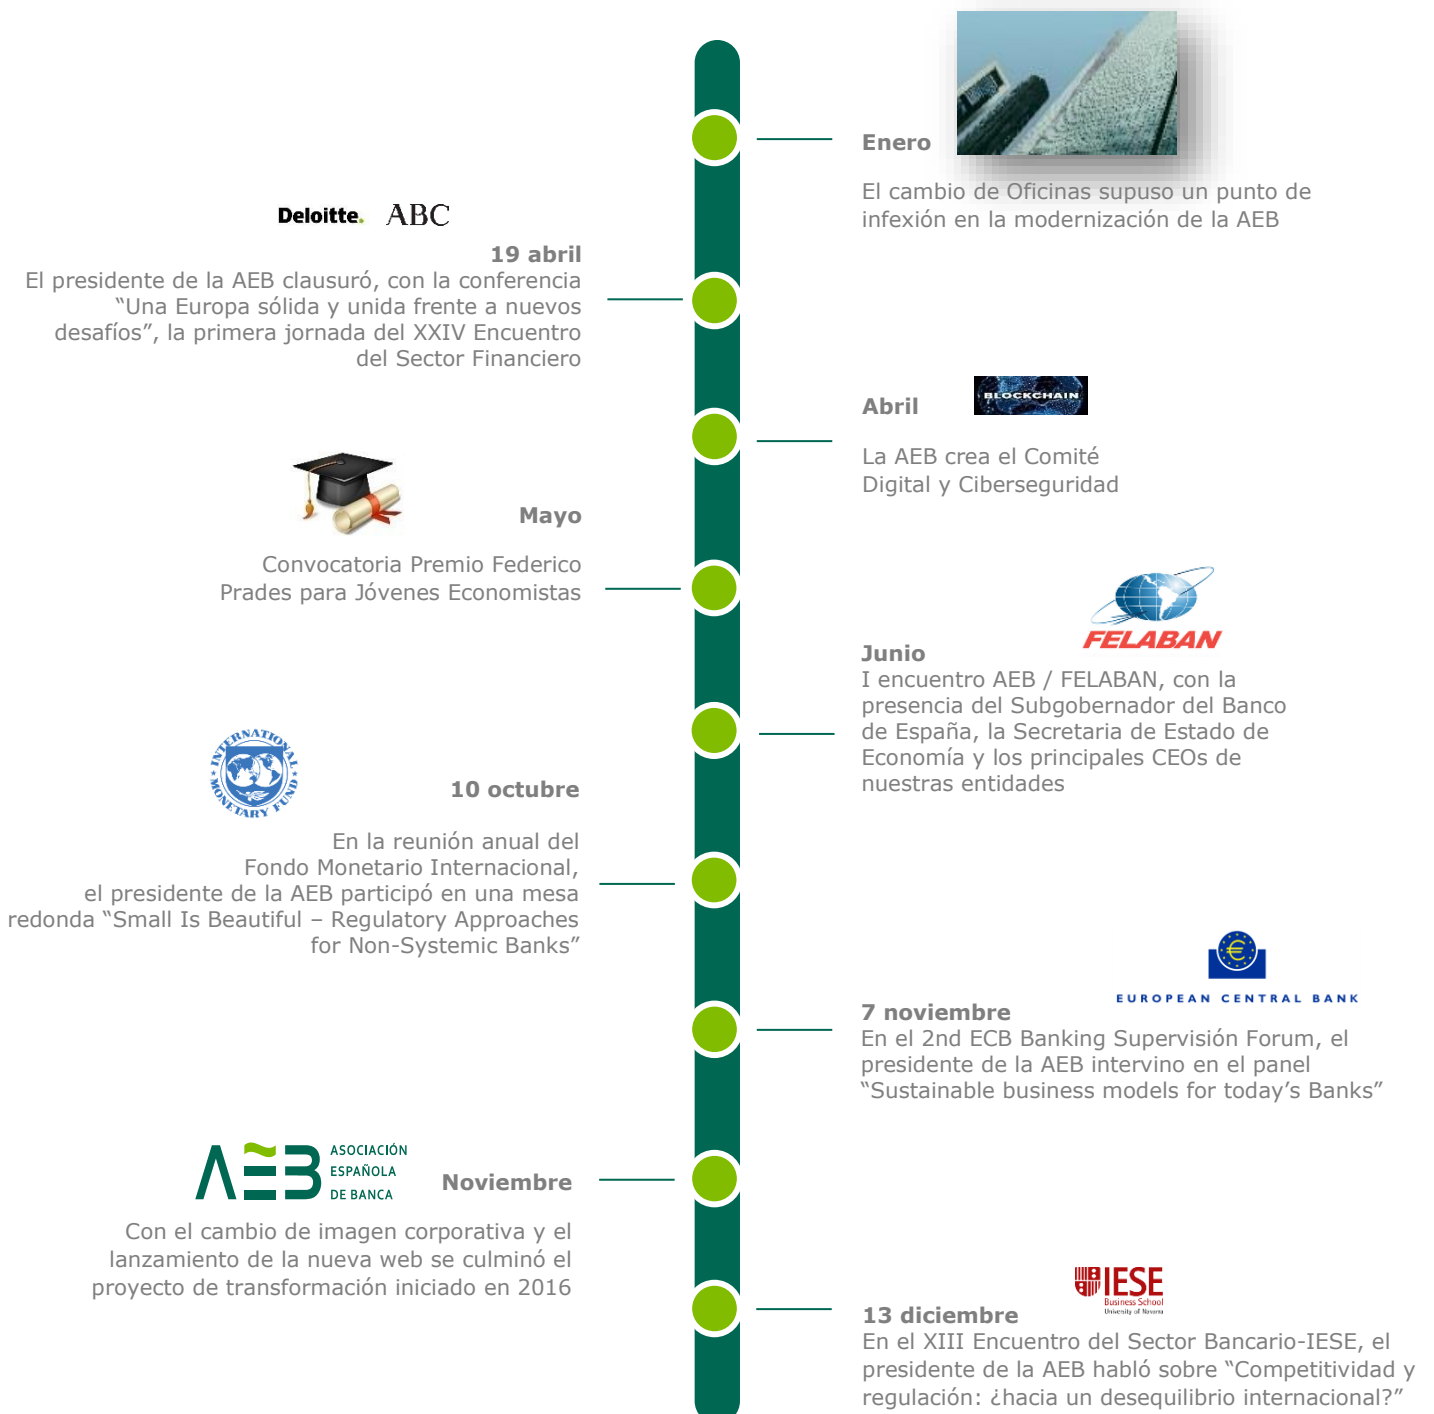 Enero
El cambio de Oficinas supuso un punto de
infexión en la modernización de la AEB
Deloitte. ABC
19 abril
El presidente de la AEB clausuró, con la conferencia
“Una Europa sólida y unida frente a nuevos
desafíos”, la primera jornada del XXIV Encuentro
del Sector Financiero
Abril
BLOCKCHAIN
La AEB crea el Comité
Digital y Ciberseguridad
Mayo
Convocatoria Premio Federico
Prades para Jóvenes Economistas
FELABAN
Junio
I encuentro AEB / FELABAN, con la
presencia del Subgobernador del Banco
de España, la Secretaria de Estado de
Economía y los principales CEOs de
nuestras entidades
INTERNATIONAL
MONETARY FUND
10 octubre
En la reunión anual del
Fondo Monetario Internacional,
el presidente de la AEB participó en una mesa
redonda “Small Is Beautiful – Regulatory Approaches
for Non-Systemic Banks”
€
EUROPEAN CENTRAL BANK
7 noviembre
En el 2nd ECB Banking Supervisión Forum, el
presidente de la AEB intervino en el panel
“Sustainable business models for today’s Banks”
AEB
ASOCIACIÓN
ESPAÑOLA
DE BANCA
Noviembre
Con el cambio de imagen corporativa y el
lanzamiento de la nueva web se culminó el
proyecto de transformación iniciado en 2016
IESE
Business School
University of Navarra
13 diciembre
En el XIII Encuentro del Sector Bancario-IESE, el
presidente de la AEB habló sobre “Competitividad y
regulación: ¿hacia un desequilibrio internacional?”